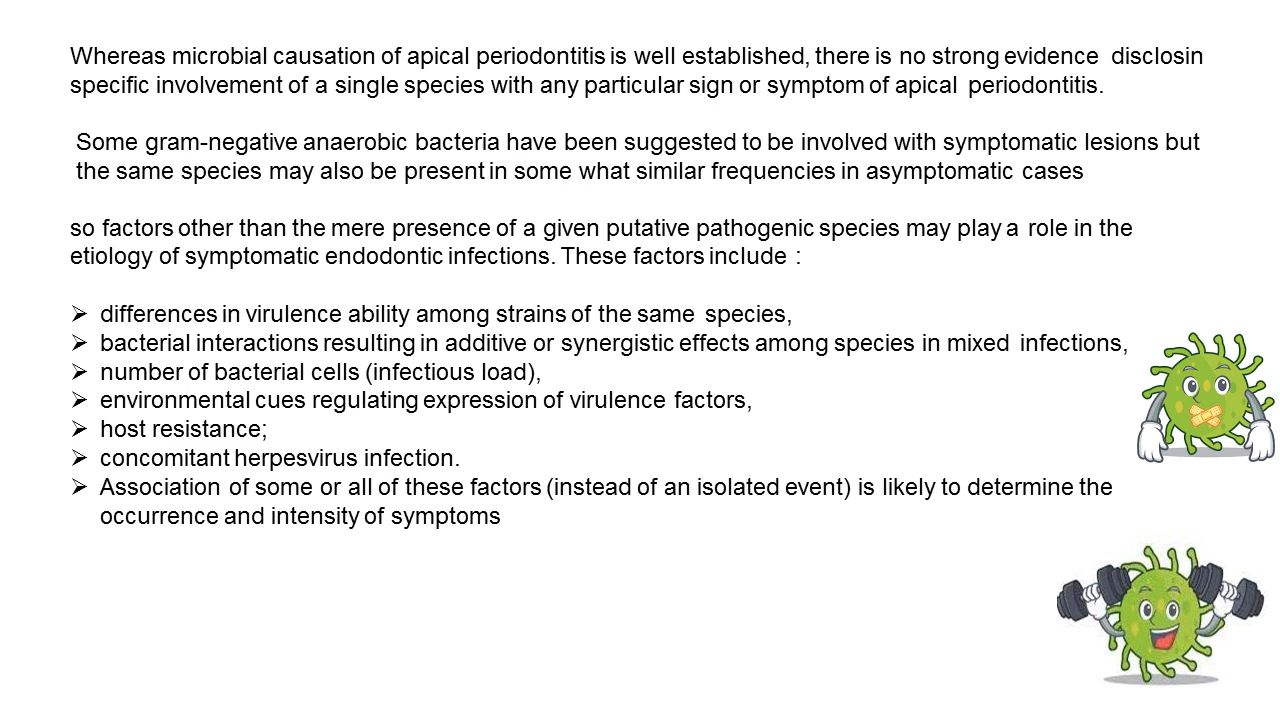 Whereas microbial causation of apical periodontitis is well established, there is no strong evidence disclosin
specific involvement of a single species with any particular sign or symptom of apical periodontitis.
Some gram-negative anaerobic bacteria have been suggested to be involved with symptomatic lesions but
the same species may also be present in some what similar frequencies in asymptomatic cases
so factors other than the mere presence of a given putative pathogenic species may play a role in the
etiology of symptomatic endodontic infections. These factors include :
➢ differences in virulence ability among strains of the same species,
➢ bacterial interactions resulting in additive or synergistic effects among species in mixed infections,
➢ number of bacterial cells (infectious load),
➢ environmental cues regulating expression of virulence factors,
➢ host resistance;
➢ concomitant herpesvirus infection.
➢ Association of some or all of these factors (instead of an isolated event) is likely to determine the
occurrence and intensity of symptoms